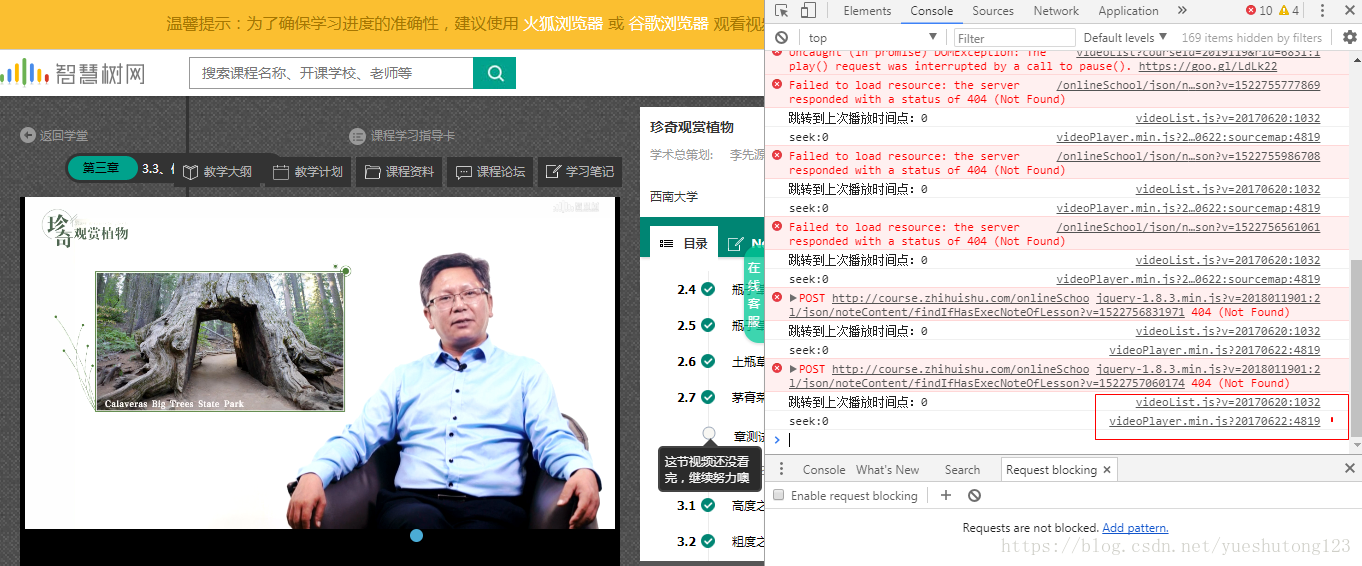 温馨提示：为了确保学习进度的准确性，建议使用 火狐浏览器 或 谷歌浏览器 观看视频
智慧树网
搜索课程名称、开课学校、老师等
返回学堂
课程学习指导卡
第三章
3.3、
教学大纲
教学计划
课程资料
课程论坛
学习笔记
珍奇观赏植物
Calaveras Big Trees State Park
珍奇观赏植物
学术总策划:
李先源
西南大学
目录
在线客服
2.4
2.5
2.6 土瓶草
2.7
章测试
这节视频还没看
完，继续努力噢
3.1 高度之
3.2 粗度之
Elements Console Sources Network Application » 10 4
top Filter Default levels ▼ 169 items hidden by filters
Uncaught (in promise) DOMException: The videoList?courseId=2019119&rid=6831:1
play() request was interrupted by a call to pause(). https://goo.gl/LdLk22
Failed to load resource: the server /onlineSchool/json/n…son?v=1522755777869
responded with a status of 404 (Not Found)
跳转到上次播放时间点：0 videoList.js?v=20170620:1032
seek:0 videoPlayer.min.js?2…0622:sourcemap:4819
Failed to load resource: the server /onlineSchool/json/n…son?v=1522755986708
responded with a status of 404 (Not Found)
跳转到上次播放时间点：0 videoList.js?v=20170620:1032
seek:0 videoPlayer.min.js?2…0622:sourcemap:4819
Failed to load resource: the server /onlineSchool/json/n…son?v=1522756561061
responded with a status of 404 (Not Found)
跳转到上次播放时间点：0 videoList.js?v=20170620:1032
seek:0 videoPlayer.min.js?2…0622:sourcemap:4819
POST http://course.zhihuishu.com/onlineSchoo jquery-1.8.3.min.js?v=2018011901:2
l/json/noteContent/findIfHasExecNoteOfLesson?v=1522756831971 404 (Not Found)
跳转到上次播放时间点：0 videoList.js?v=20170620:1032
seek:0 videoPlayer.min.js?20170622:4819
POST http://course.zhihuishu.com/onlineSchoo jquery-1.8.3.min.js?v=2018011901:2
l/json/noteContent/findIfHasExecNoteOfLesson?v=1522757060174 404 (Not Found)
跳转到上次播放时间点：0 videoList.js?v=20170620:1032
seek:0 videoPlayer.min.js?20170622:4819
Console What's New Search Request blocking ×
Enable request blocking
Requests are not blocked. Add pattern.
https://blog.csdn.net/yueshutong123